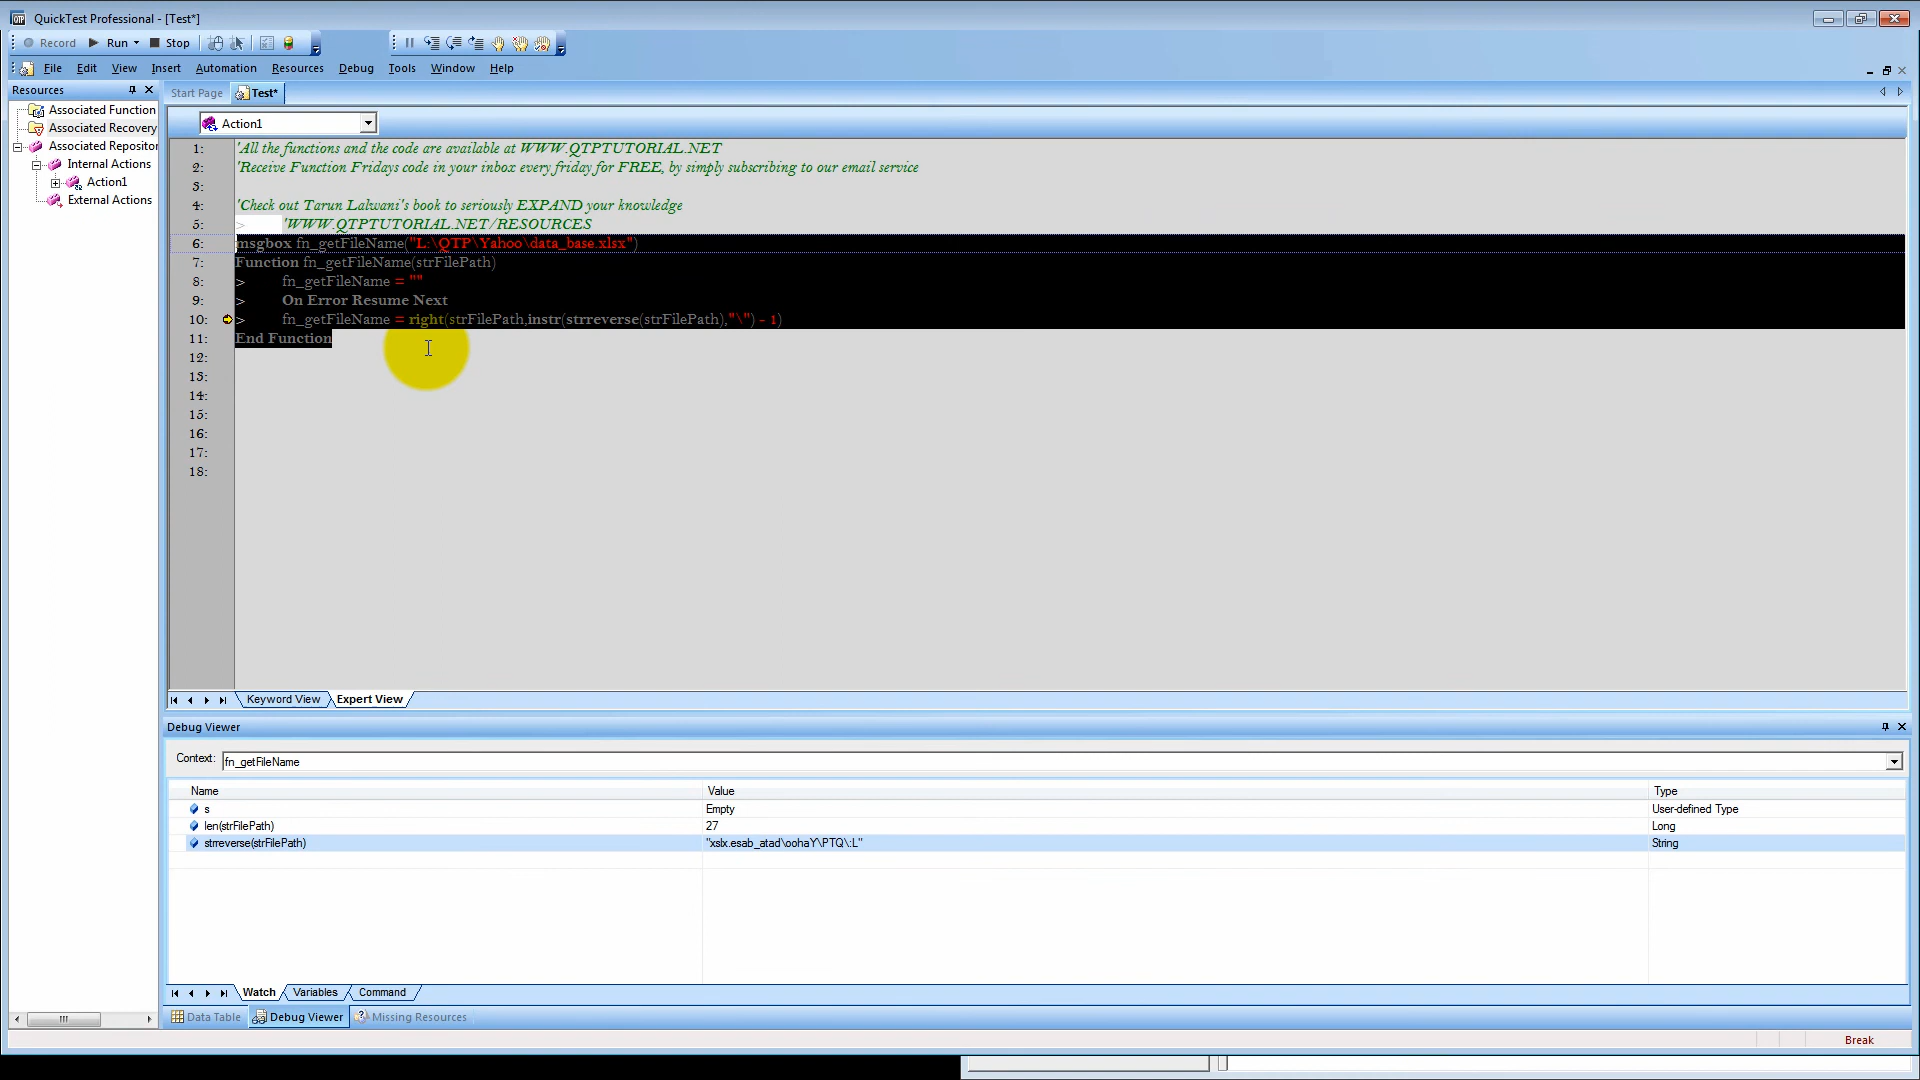 QuickTest Professional - [Test*]
Record Run Stop
File Edit View Insert Automation Resources Debug Tools Window Help
Resources
Start Page Test*
Associated Function
Associated Recovery
Associated Repositor
Internal Actions
Action1
External Actions
Action1
1: 'All the functions and the code are available at WWW.QTPTUTORIAL.NET
2: 'Receive Function Fridays code in your inbox every friday for FREE, by simply subscribing to our email service
3:
4: 'Check out Tarun Lalwani's book to seriously EXPAND your knowledge
5: > 'WWW.QTPTUTORIAL.NET/RESOURCES
6: msgbox fn_getFileName("L:\QTP\Yahoo\data_base.xlsx")
7: Function fn_getFileName(strFilePath)
8: > fn_getFileName = ""
9: > On Error Resume Next
10: > fn_getFileName = right(strFilePath,instr(strreverse(strFilePath),"\") - 1)
11: End Function
12:
13:
14:
15:
16:
17:
18:
Keyword View Expert View
Debug Viewer
Context: fn_getFileName
Name Value Type
s Empty User-defined Type
len(strFilePath) 27 Long
strreverse(strFilePath) "xslx.esab_atad\oohaY\PTQ\:L" String
Watch Variables Command
Data Table Debug Viewer Missing Resources
Break